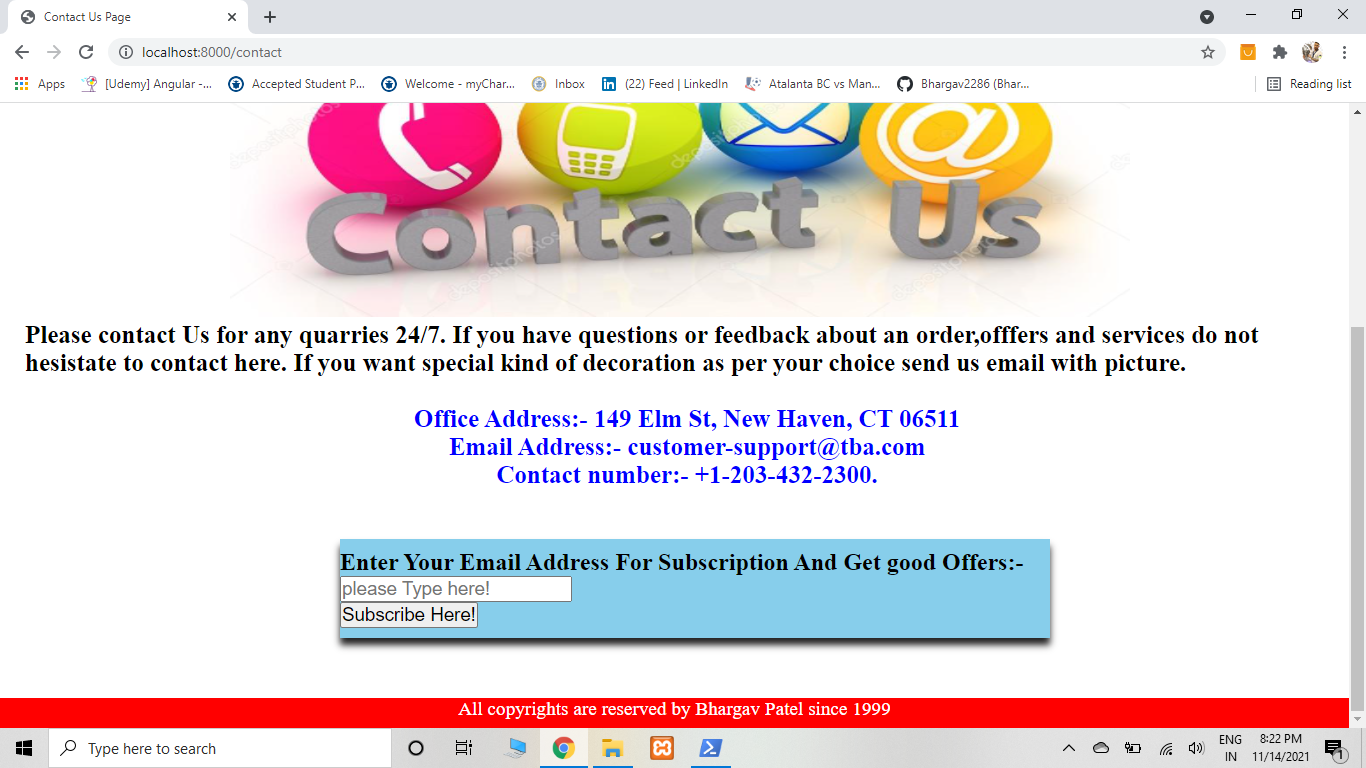 Contact Us Page
localhost:8000/contact
Apps
[Udemy] Angular -...
Accepted Student P...
Welcome - myChar...
Inbox
(22) Feed | LinkedIn
Atalanta BC vs Man...
Bhargav2286 (Bhar...
Reading list
Contact Us
Please contact Us for any quarries 24/7. If you have questions or feedback about an order,offfers and services do not
hesistate to contact here. If you want special kind of decoration as per your choice send us email with picture.
Office Address:- 149 Elm St, New Haven, CT 06511
Email Address:- customer-support@tba.com
Contact number:- +1-203-432-2300.
Enter Your Email Address For Subscription And Get good Offers:-
please Type here!
Subscribe Here!
All copyrights are reserved by Bhargav Patel since 1999
Type here to search
ENG
IN
8:22 PM
11/14/2021
1